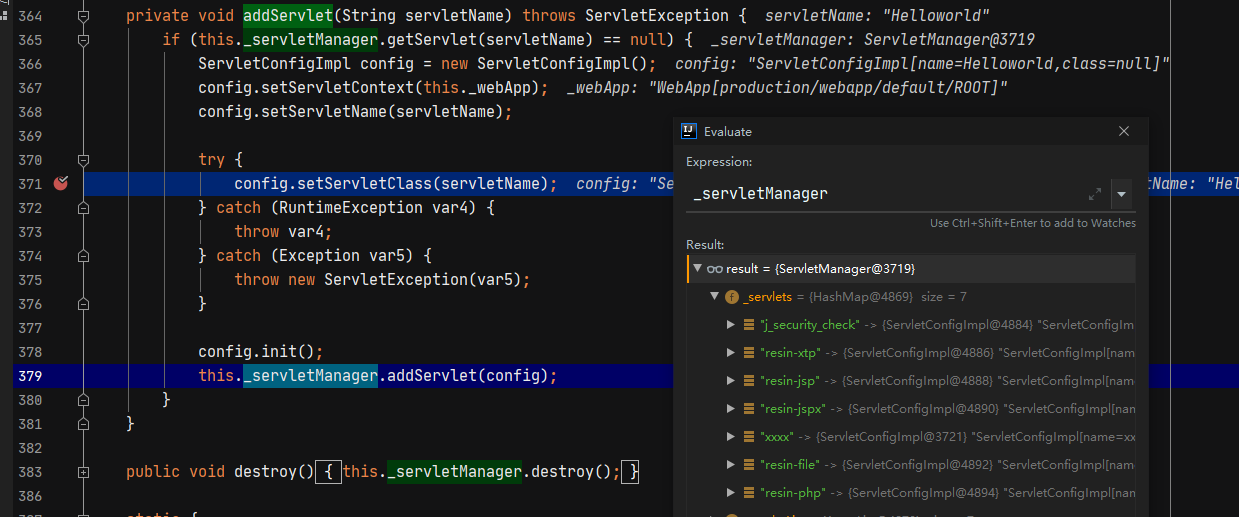 364 private void addServlet(String servletName) throws ServletException { servletName: "Helloworld"
365 if (this._servletManager.getServlet(servletName) == null) { _servletManager: ServletManager@3719
366 ServletConfigImpl config = new ServletConfigImpl(); config: "ServletConfigImpl[name=Helloworld,class=null]"
367 config.setServletContext(this._webApp); _webApp: "WebApp[production/webapp/default/ROOT]"
368 config.setServletName(servletName);
369
370 try {
371 config.setServletClass(servletName); config: "Se tName: "Hel
372 } catch (RuntimeException var4) {
373 throw var4;
374 } catch (Exception var5) {
375 throw new ServletException(var5);
376 }
377
378 config.init();
379 this._servletManager.addServlet(config);
380 }
381 }
382
383 public void destroy() { this._servletManager.destroy(); }
386
IJ Evaluate
Expression:
_servletManager
Use Ctrl+Shift+Enter to add to Watches
Result:
result = {ServletManager@3719}
f _servlets = {HashMap@4869} size = 7
"j_security_check" -> {ServletConfigImpl@4884} "ServletConfigIm
"resin-xtp" -> {ServletConfigImpl@4886} "ServletConfigImpl[nam
"resin-jsp" -> {ServletConfigImpl@4888} "ServletConfigImpl[nam
"resin-jspx" -> {ServletConfigImpl@4890} "ServletConfigImpl[nar
"xxxx" -> {ServletConfigImpl@3721} "ServletConfigImpl[name=xx
"resin-file" -> {ServletConfigImpl@4892} "ServletConfigImpl[nam
"resin-php" -> {ServletConfigImpl@4894} "ServletConfigImpl[nam